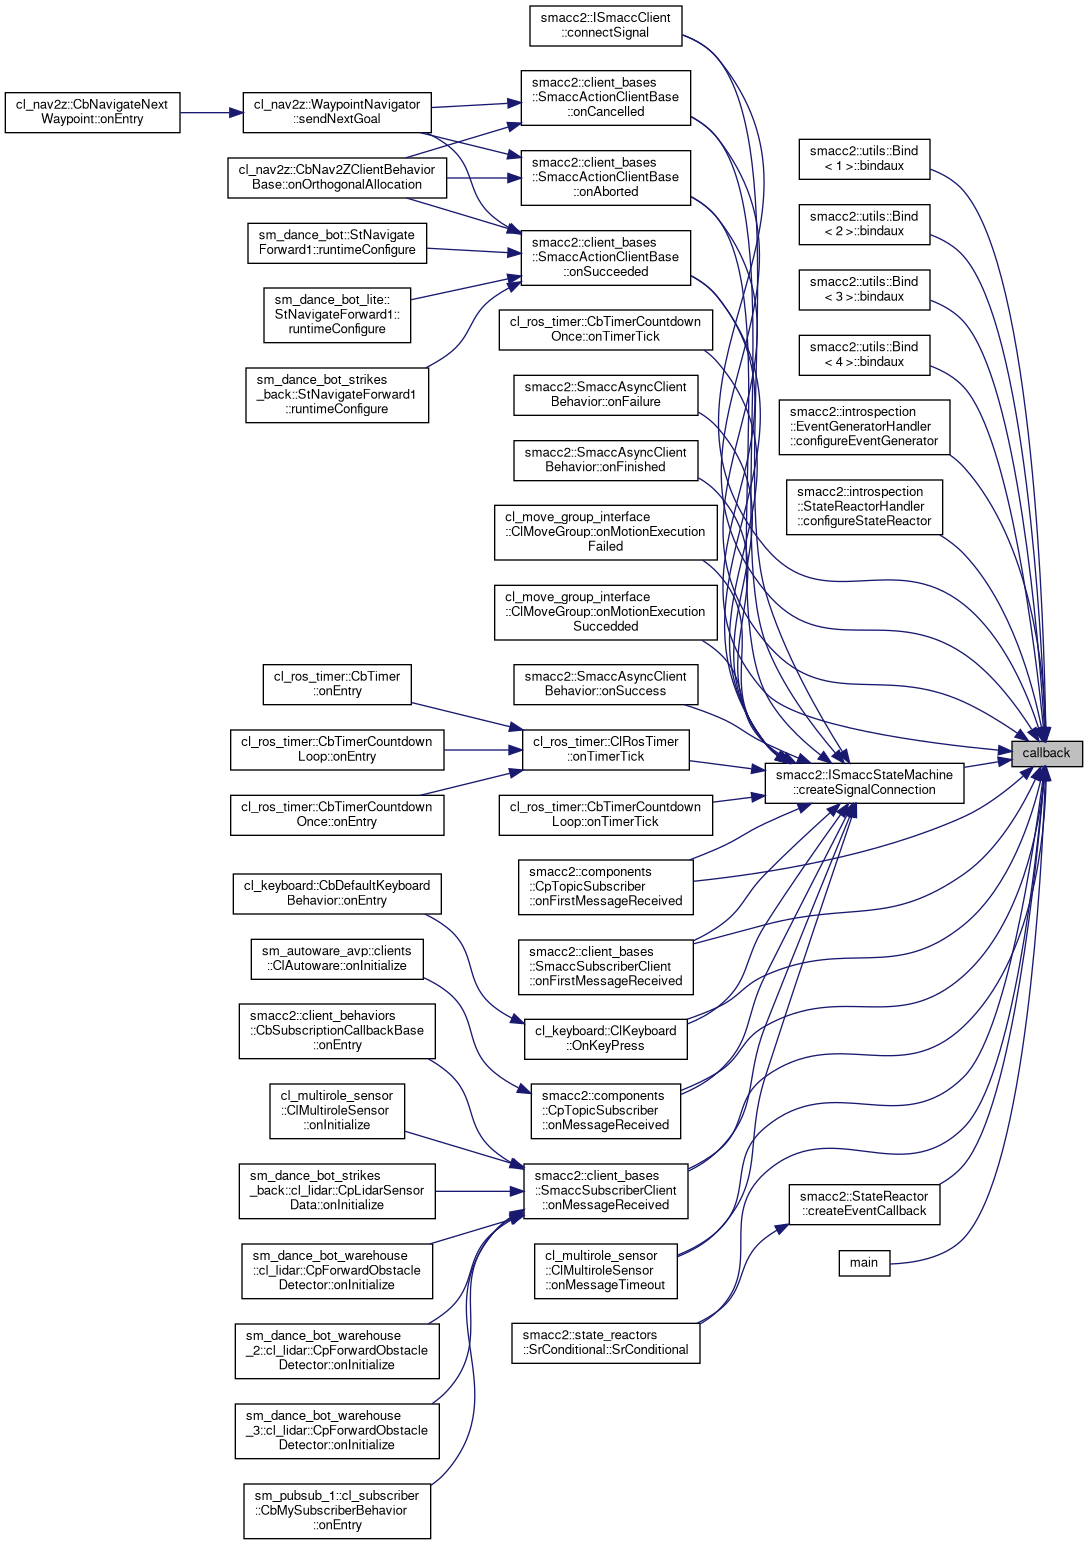 smacc2::ISmaccClient
::connectSignal
smacc2::client_bases
::SmaccActionClientBase
::onCancelled
cl_nav2z::CbNavigateNext
Waypoint::onEntry
cl_nav2z::WaypointNavigator
::sendNextGoal
smacc2::utils::Bind
< 1 >::bindaux
cl_nav2z::CbNav2ZClientBehavior
Base::onOrthogonalAllocation
smacc2::client_bases
::SmaccActionClientBase
::onAborted
smacc2::utils::Bind
< 2 >::bindaux
sm_dance_bot::StNavigate
Forward1::runtimeConfigure
smacc2::client_bases
::SmaccActionClientBase
::onSucceeded
smacc2::utils::Bind
< 3 >::bindaux
sm_dance_bot_lite::
StNavigateForward1::
runtimeConfigure
cl_ros_timer::CbTimerCountdown
Once::onTimerTick
smacc2::utils::Bind
< 4 >::bindaux
sm_dance_bot_strikes
_back::StNavigateForward1
::runtimeConfigure
smacc2::SmaccAsyncClient
Behavior::onFailure
smacc2::introspection
::EventGeneratorHandler
::configureEventGenerator
smacc2::SmaccAsyncClient
Behavior::onFinished
smacc2::introspection
::StateReactorHandler
::configureStateReactor
cl_move_group_interface
::ClMoveGroup::onMotionExecution
Failed
cl_move_group_interface
::ClMoveGroup::onMotionExecution
Succedded
cl_ros_timer::CbTimer
::onEntry
smacc2::SmaccAsyncClient
Behavior::onSuccess
cl_ros_timer::CbTimerCountdown
Loop::onEntry
cl_ros_timer::ClRosTimer
::onTimerTick
callback
smacc2::ISmaccStateMachine
::createSignalConnection
cl_ros_timer::CbTimerCountdown
Once::onEntry
cl_ros_timer::CbTimerCountdown
Loop::onTimerTick
smacc2::components
::CpTopicSubscriber
::onFirstMessageReceived
cl_keyboard::CbDefaultKeyboard
Behavior::onEntry
sm_autoware_avp::clients
::ClAutoware::onInitialize
smacc2::client_bases
::SmaccSubscriberClient
::onFirstMessageReceived
smacc2::client_behaviors
::CbSubscriptionCallbackBase
::onEntry
cl_keyboard::ClKeyboard
::OnKeyPress
cl_multirole_sensor
::ClMultiroleSensor
::onInitialize
smacc2::components
::CpTopicSubscriber
::onMessageReceived
sm_dance_bot_strikes
_back::cl_lidar::CpLidarSensor
Data::onInitialize
smacc2::client_bases
::SmaccSubscriberClient
::onMessageReceived
smacc2::StateReactor
::createEventCallback
sm_dance_bot_warehouse
::cl_lidar::CpForwardObstacle
Detector::onInitialize
cl_multirole_sensor
::ClMultiroleSensor
::onMessageTimeout
main
sm_dance_bot_warehouse
_2::cl_lidar::CpForwardObstacle
Detector::onInitialize
smacc2::state_reactors
::SrConditional::SrConditional
sm_dance_bot_warehouse
_3::cl_lidar::CpForwardObstacle
Detector::onInitialize
sm_pubsub_1::cl_subscriber
::CbMySubscriberBehavior
::onEntry